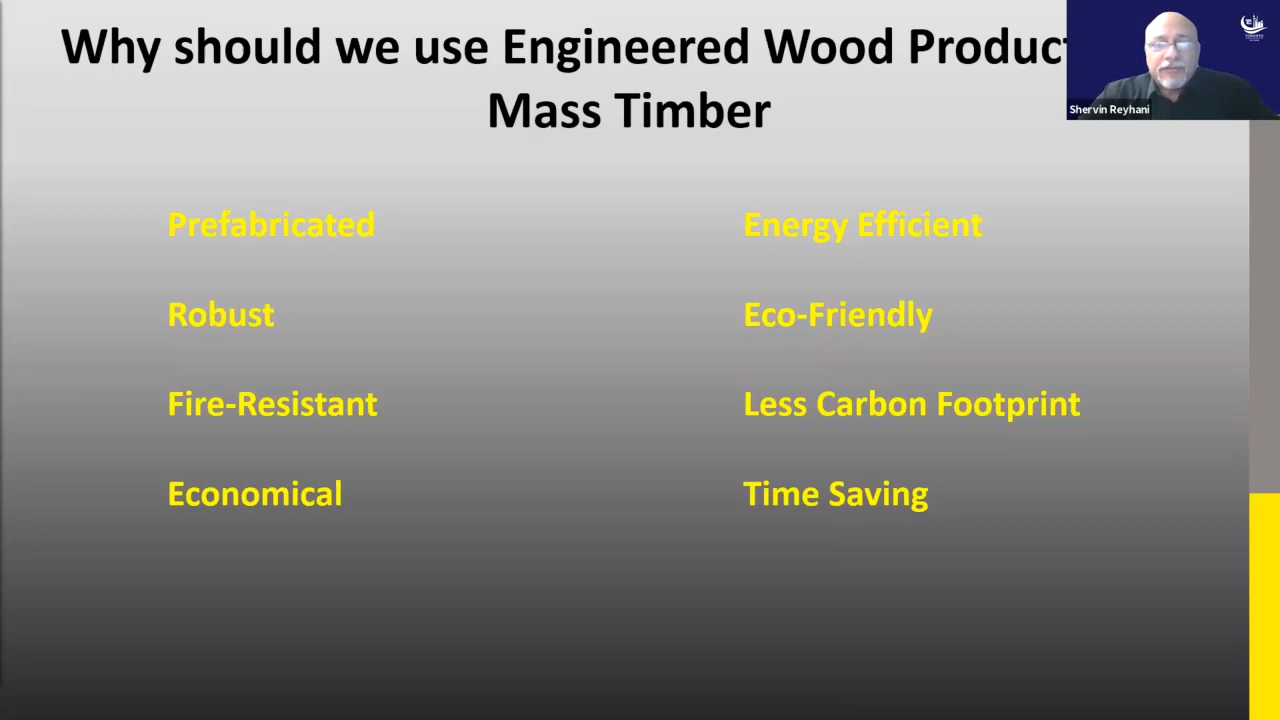 Why should we use Engineered Wood Product
Mass Timber
Shervin Reyhani
Prefabricated
Energy Efficient
Robust
Eco-Friendly
Fire-Resistant
Less Carbon Footprint
Economical
Time Saving